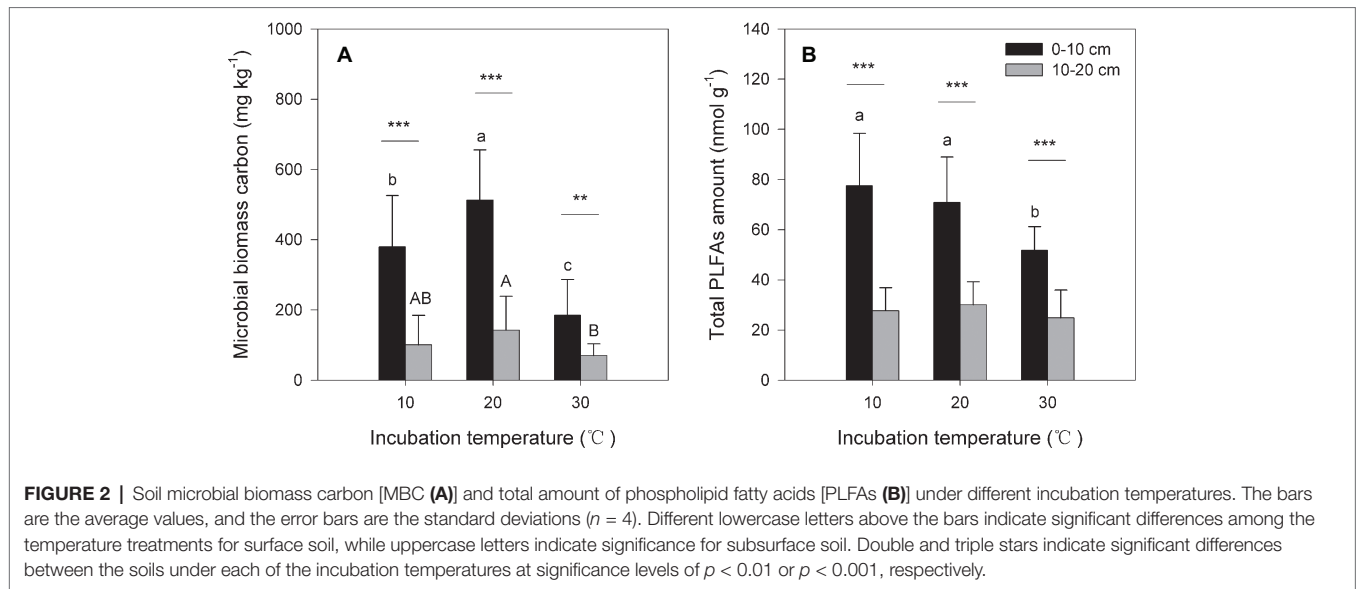 A
Microbial biomass carbon (mg kg-1)
1000
800
600
400
200
0
***
***
**
b
a
c
AB
A
B
10 20 30
Incubation temperature (℃)
B
0-10 cm
10-20 cm
Total PLFAs amount (nmol g-1)
140
120
100
80
60
40
20
0
***
***
***
a
a
b
10 20 30
Incubation temperature (℃)
FIGURE 2 | Soil microbial biomass carbon [MBC (A)] and total amount of phospholipid fatty acids [PLFAs (B)] under different incubation temperatures. The bars
are the average values, and the error bars are the standard deviations (n = 4). Different lowercase letters above the bars indicate significant differences among the
temperature treatments for surface soil, while uppercase letters indicate significance for subsurface soil. Double and triple stars indicate significant differences
between the soils under each of the incubation temperatures at significance levels of p < 0.01 or p < 0.001, respectively.